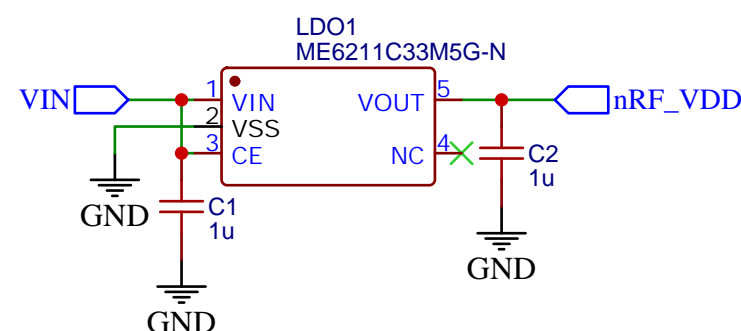 LDO1
ME6211C33M5G-N
VIN
1
VIN
VOUT
5
nRF_VDD
2
VSS
3
CE
NC
4
C2
1u
GND
C1
1u
GND
GND